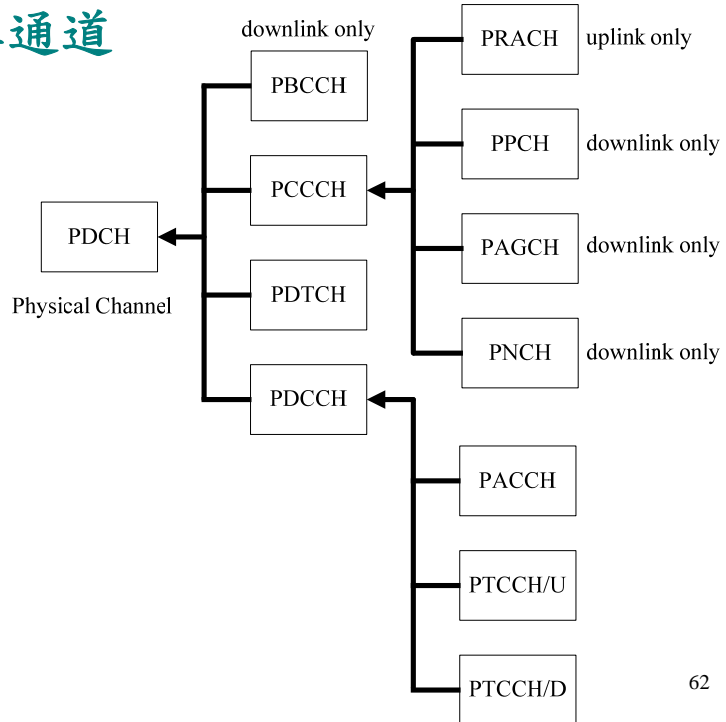 通道
downlink only
PBCCH
PCCCH
PDCH
Physical Channel
PDTCH
PDCCH
PRACH
uplink only
PPCH
downlink only
PAGCH
downlink only
PNCH
downlink only
PACCH
PTCCH/U
PTCCH/D
62